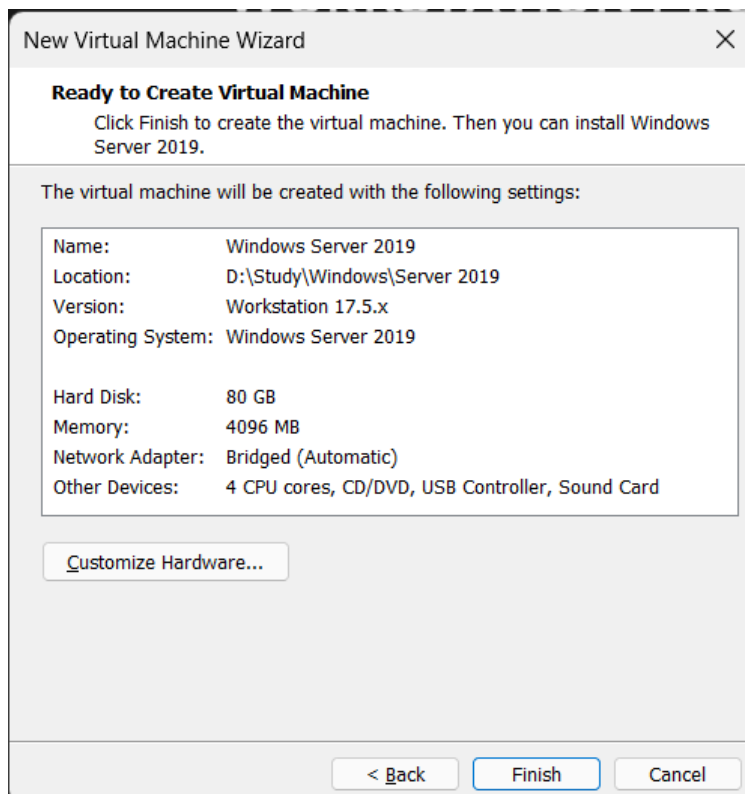 New Virtual Machine Wizard
Ready to Create Virtual Machine
Click Finish to create the virtual machine. Then you can install Windows
Server 2019.
The virtual machine will be created with the following settings:
Name: Windows Server 2019
Location: D:\Study\Windows\Server 2019
Version: Workstation 17.5.x
Operating System: Windows Server 2019
Hard Disk: 80 GB
Memory: 4096 MB
Network Adapter: Bridged (Automatic)
Other Devices: 4 CPU cores, CD/DVD, USB Controller, Sound Card
Customize Hardware...
< Back Finish Cancel